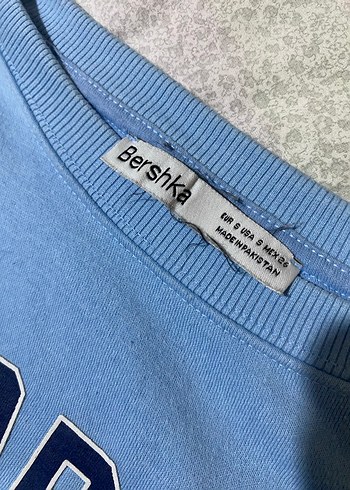 Bershka
EUR S USA S MEX 26
MADE IN PAKISTAN